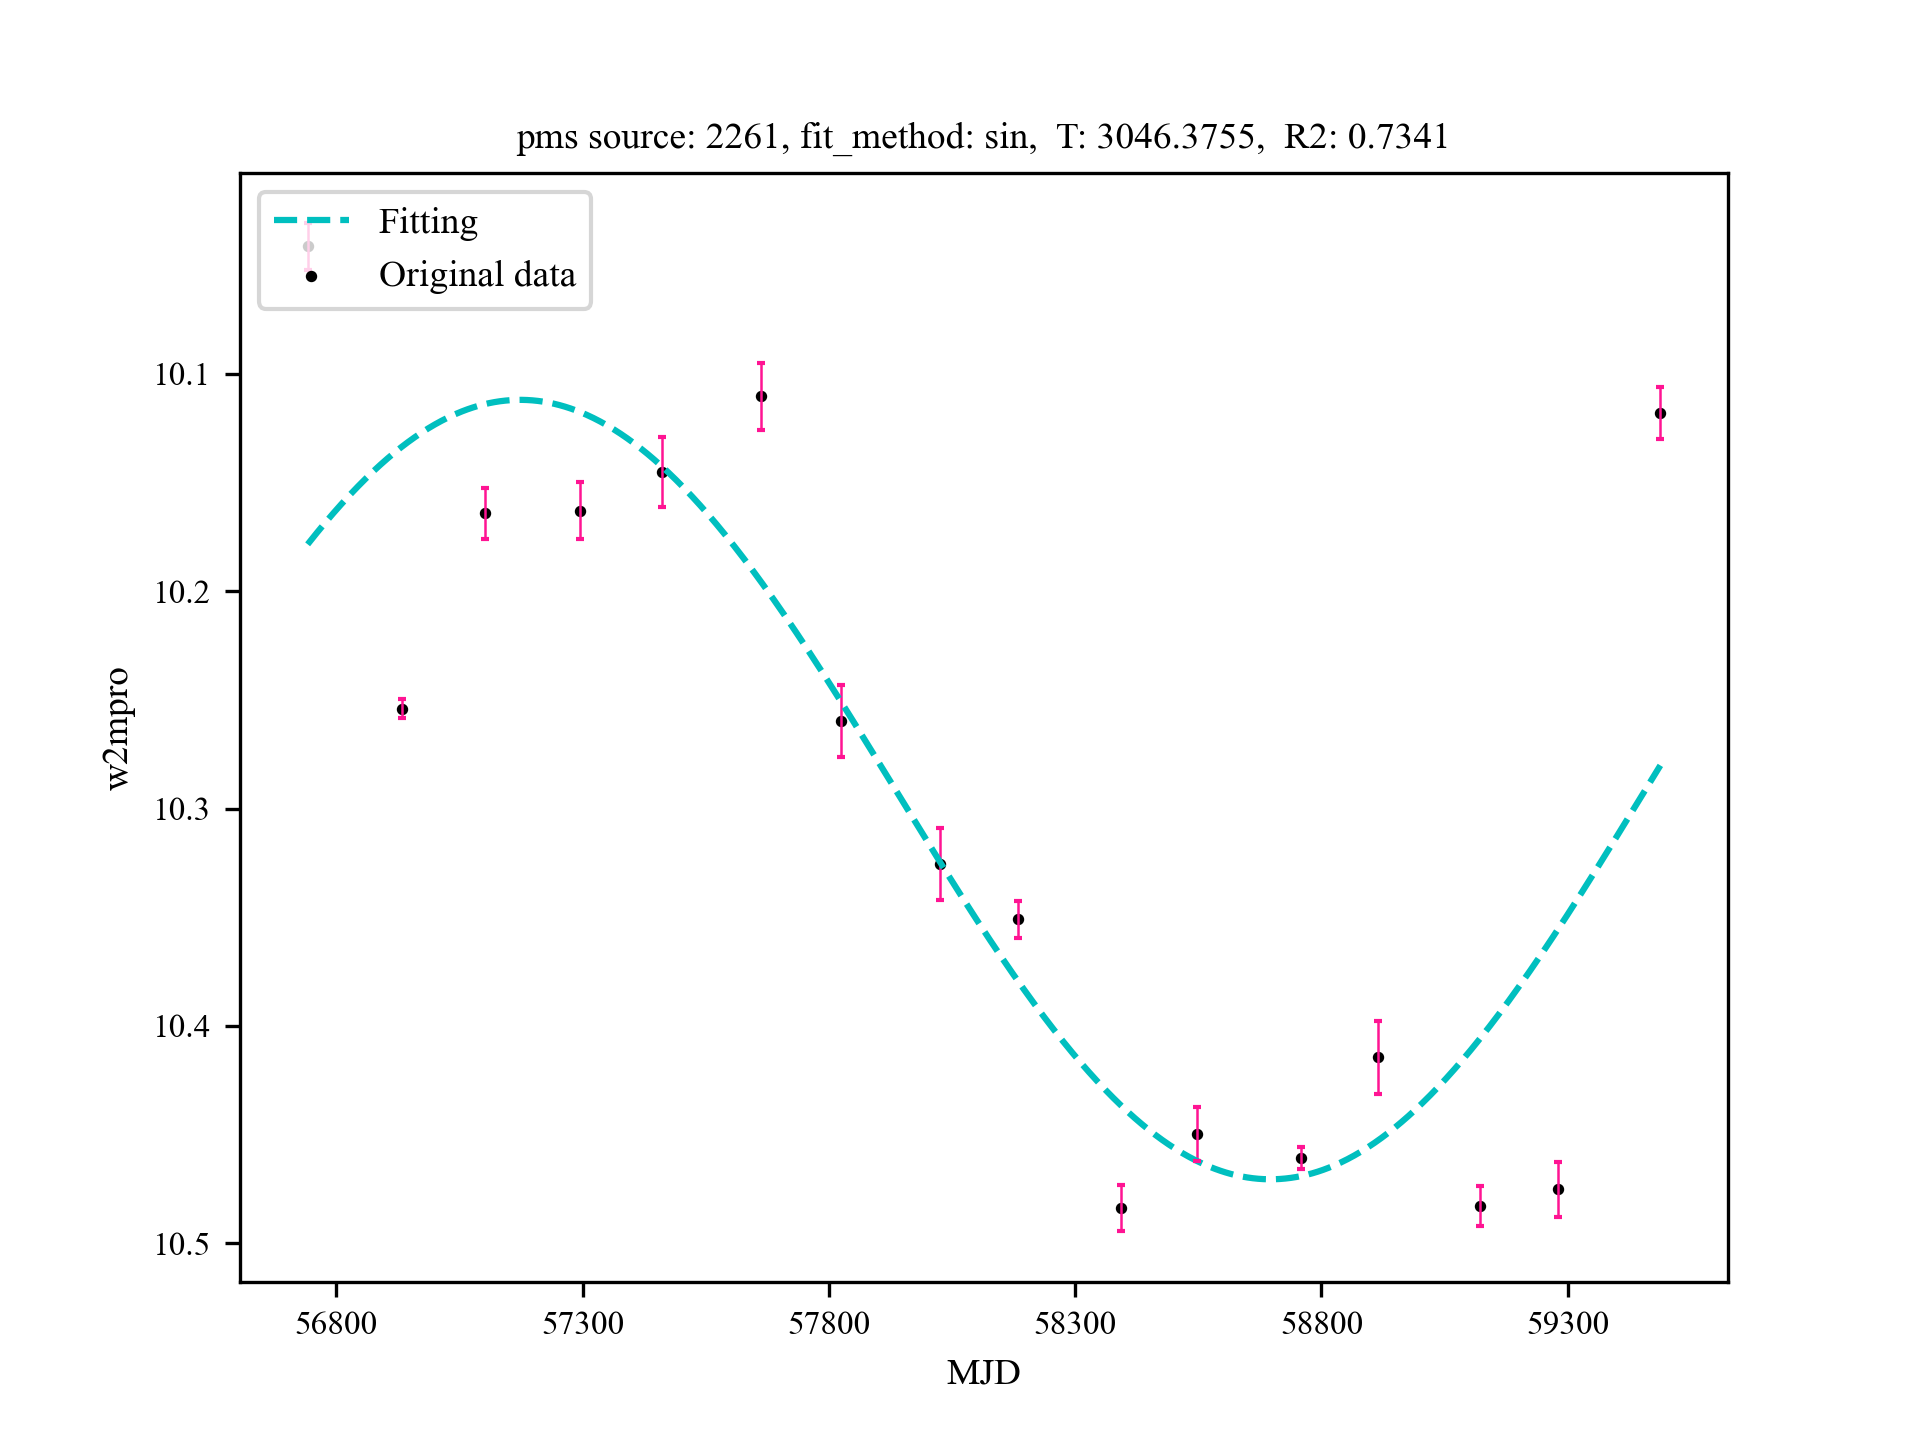 pms source: 2261, fit_method: sin,  T: 3046.3755,  R2: 0.7341
Fitting
Original data
10.1
10.2
10.3
10.4
10.5
w2mpro
56800
57300
57800
58300
58800
59300
MJD